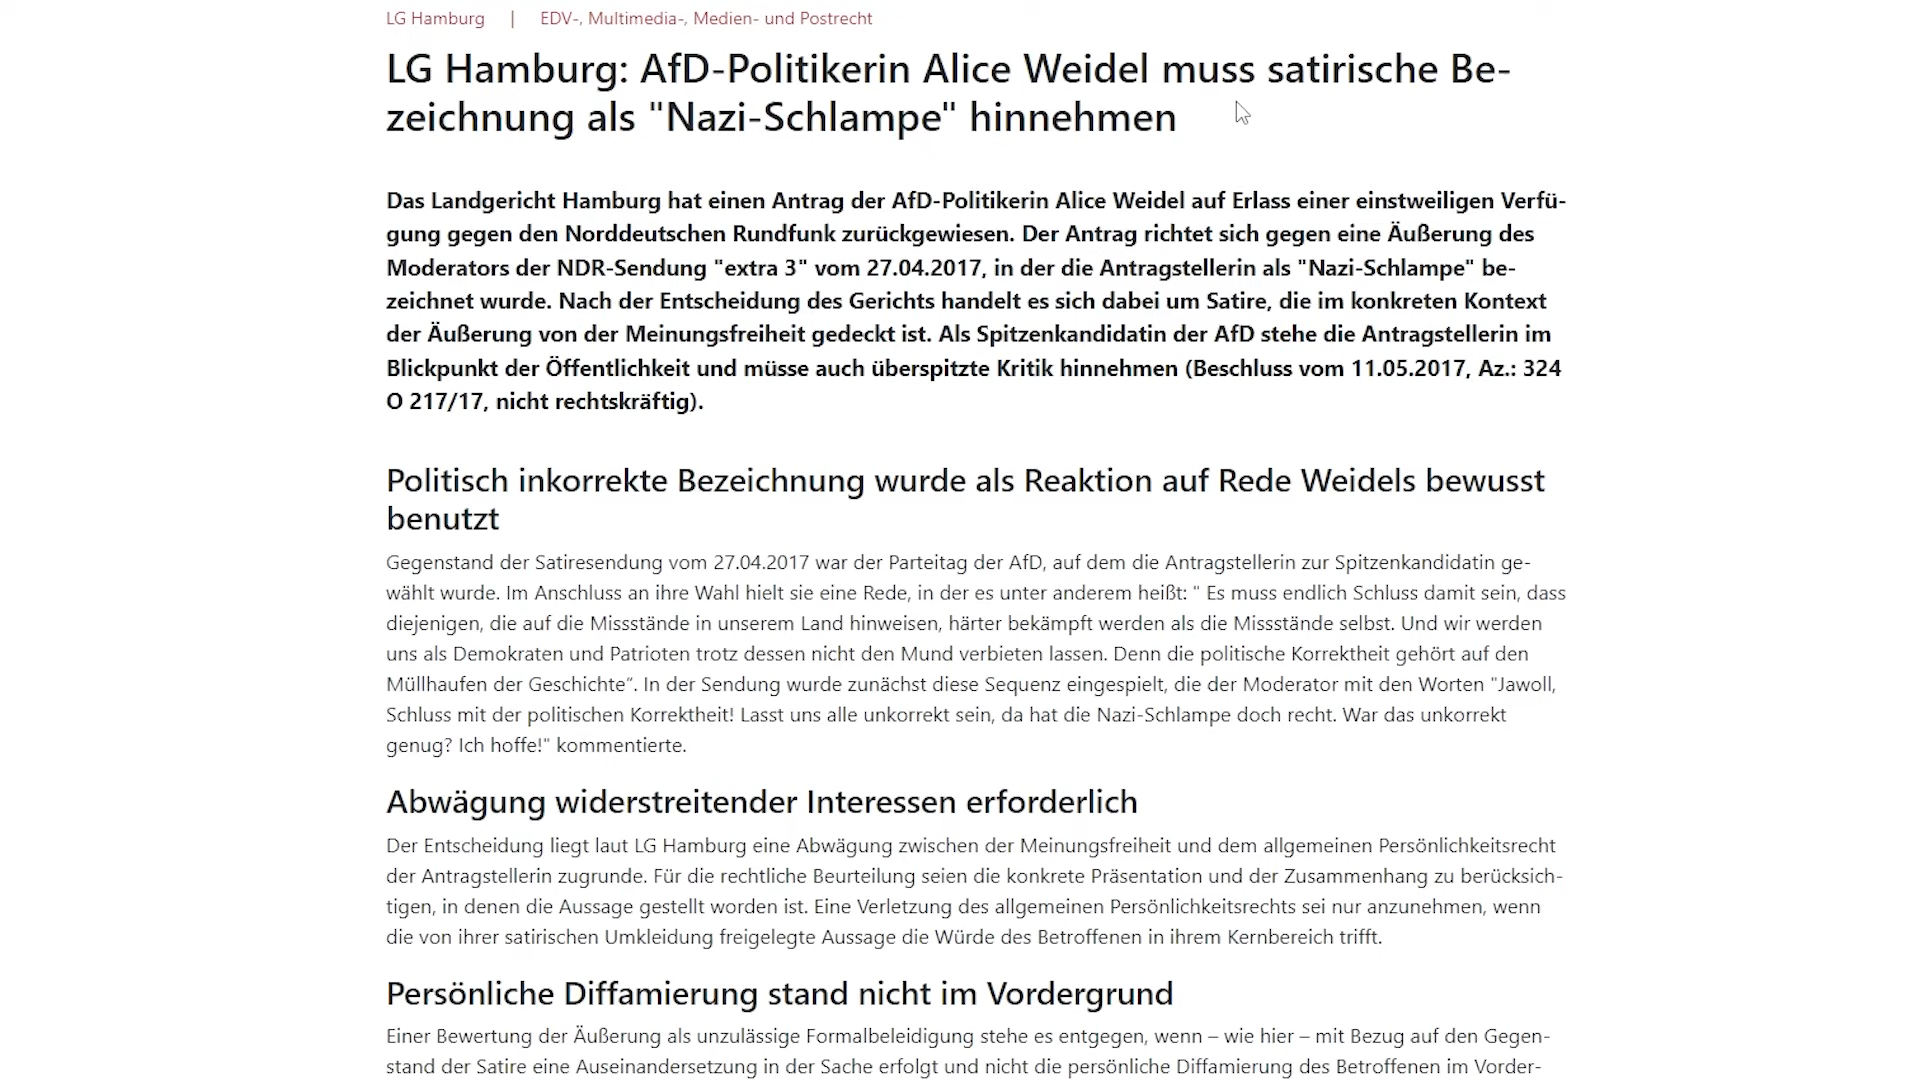 LG Hamburg | EDV-, Multimedia-, Medien- und Postrecht
LG Hamburg: AfD-Politikerin Alice Weidel muss satirische Be-
zeichnung als "Nazi-Schlampe" hinnehmen
Das Landgericht Hamburg hat einen Antrag der AfD-Politikerin Alice Weidel auf Erlass einer einstweiligen Verfü-
gung gegen den Norddeutschen Rundfunk zurückgewiesen. Der Antrag richtet sich gegen eine Äußerung des
Moderators der NDR-Sendung "extra 3" vom 27.04.2017, in der die Antragstellerin als "Nazi-Schlampe" be-
zeichnet wurde. Nach der Entscheidung des Gerichts handelt es sich dabei um Satire, die im konkreten Kontext
der Äußerung von der Meinungsfreiheit gedeckt ist. Als Spitzenkandidatin der AfD stehe die Antragstellerin im
Blickpunkt der Öffentlichkeit und müsse auch überspitzte Kritik hinnehmen (Beschluss vom 11.05.2017, Az.: 324
O 217/17, nicht rechtskräftig).
Politisch inkorrekte Bezeichnung wurde als Reaktion auf Rede Weidels bewusst
benutzt
Gegenstand der Satiresendung vom 27.04.2017 war der Parteitag der AfD, auf dem die Antragstellerin zur Spitzenkandidatin ge-
wählt wurde. Im Anschluss an ihre Wahl hielt sie eine Rede, in der es unter anderem heißt: " Es muss endlich Schluss damit sein, dass
diejenigen, die auf die Missstände in unserem Land hinweisen, härter bekämpft werden als die Missstände selbst. Und wir werden
uns als Demokraten und Patrioten trotz dessen nicht den Mund verbieten lassen. Denn die politische Korrektheit gehört auf den
Müllhaufen der Geschichte“. In der Sendung wurde zunächst diese Sequenz eingespielt, die der Moderator mit den Worten "Jawoll,
Schluss mit der politischen Korrektheit! Lasst uns alle unkorrekt sein, da hat die Nazi-Schlampe doch recht. War das unkorrekt
genug? Ich hoffe!" kommentierte.
Abwägung widerstreitender Interessen erforderlich
Der Entscheidung liegt laut LG Hamburg eine Abwägung zwischen der Meinungsfreiheit und dem allgemeinen Persönlichkeitsrecht
der Antragstellerin zugrunde. Für die rechtliche Beurteilung seien die konkrete Präsentation und der Zusammenhang zu berücksich-
tigen, in denen die Aussage gestellt worden ist. Eine Verletzung des allgemeinen Persönlichkeitsrechts sei nur anzunehmen, wenn
die von ihrer satirischen Umkleidung freigelegte Aussage die Würde des Betroffenen in ihrem Kernbereich trifft.
Persönliche Diffamierung stand nicht im Vordergrund
Einer Bewertung der Äußerung als unzulässige Formalbeleidigung stehe es entgegen, wenn – wie hier – mit Bezug auf den Gegen-
stand der Satire eine Auseinandersetzung in der Sache erfolgt und nicht die persönliche Diffamierung des Betroffenen im Vorder-